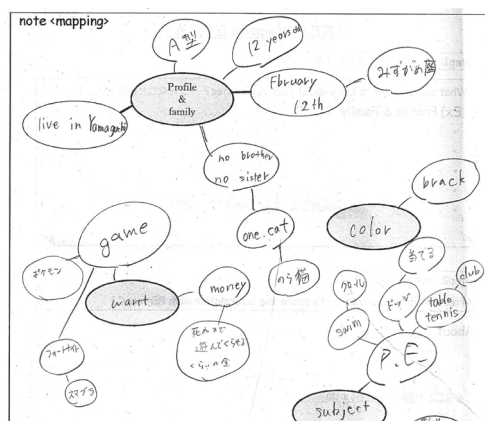 note <mapping>
A型
12 years old
Profile
&
family
Fbruary
12th
みずがめ座
live in Yamaguchi
no brother
no sister
one cat
のら猫
game
ポケモン
フォートナイト
スマブラ
want
money
死ぬまで
遊んでくらせる
くらいの金
color
brack
当てる
ドッジ
クロール
swim
club
table
tennis
P.E.
subject